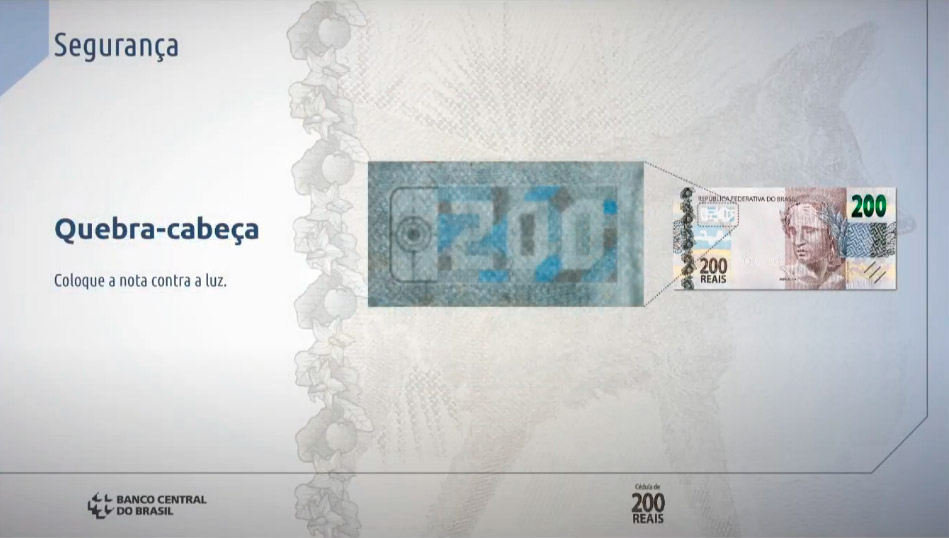 Segurança
Quebra-cabeça
Coloque a nota contra a luz.
200
REPÚBLICA FEDERATIVA DO BRASIL
200
200
REAIS
BANCO CENTRAL
DO BRASIL
Cédula de
200
REAIS